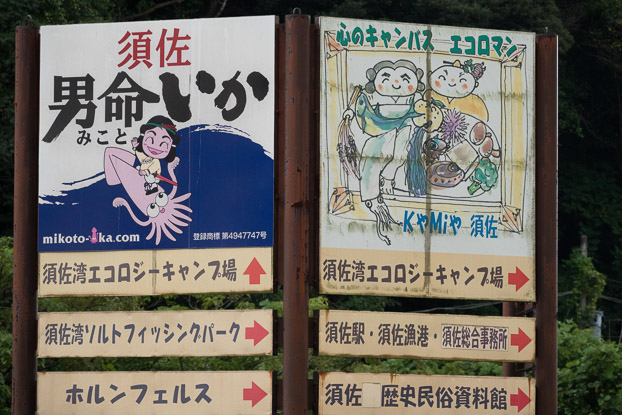 須佐
男命いか
みこと
mikoto-ika.com
登録商標 第4947747号
須佐湾エコロジーキャンプ場
須佐湾ソルトフィッシングパーク
ホルンフェルス
心のキャンバス エコロマン
KやMiや 須佐
須佐湾エコロジーキャンプ場
須佐駅・須佐漁港・須佐総合事務所
須佐 歴史民俗資料館